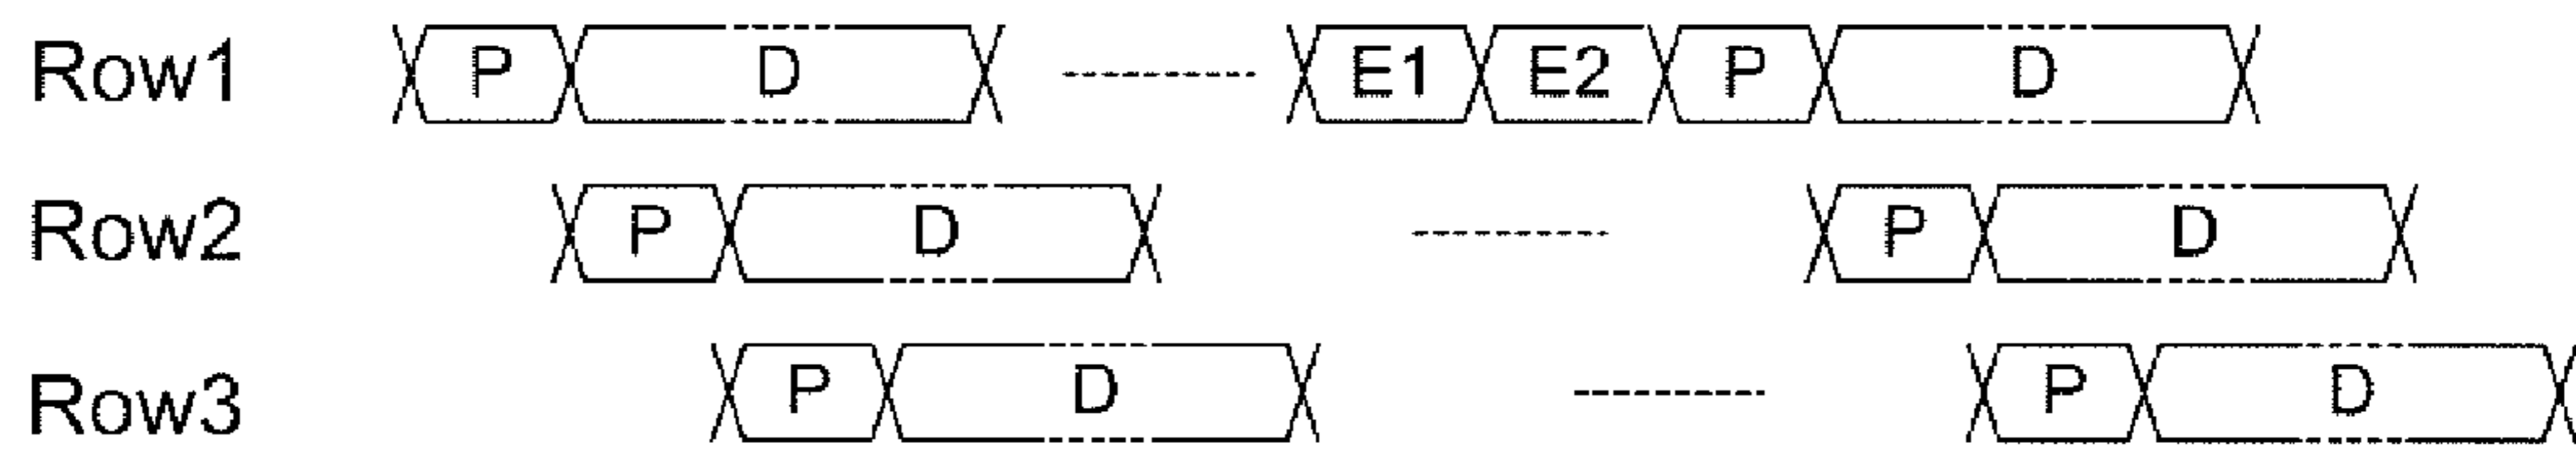 Row1 P D E1 E2 P D
Row2 P D P D
Row3 P D P D